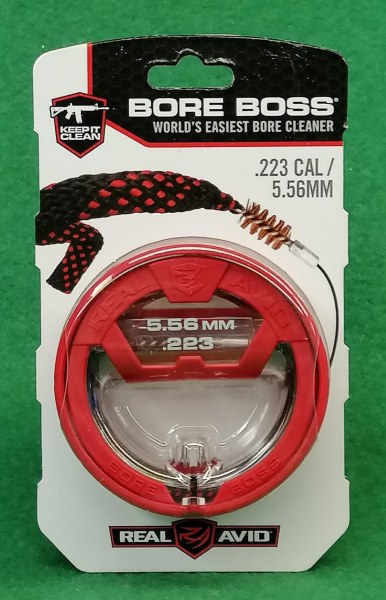 KEEP IT
CLEAN
BORE BOSS®
WORLD'S EASIEST BORE CLEANER
.223 CAL /
5.56MM
REAL AVID
5.56 MM
.223
BORE BOSS
REAL AVID